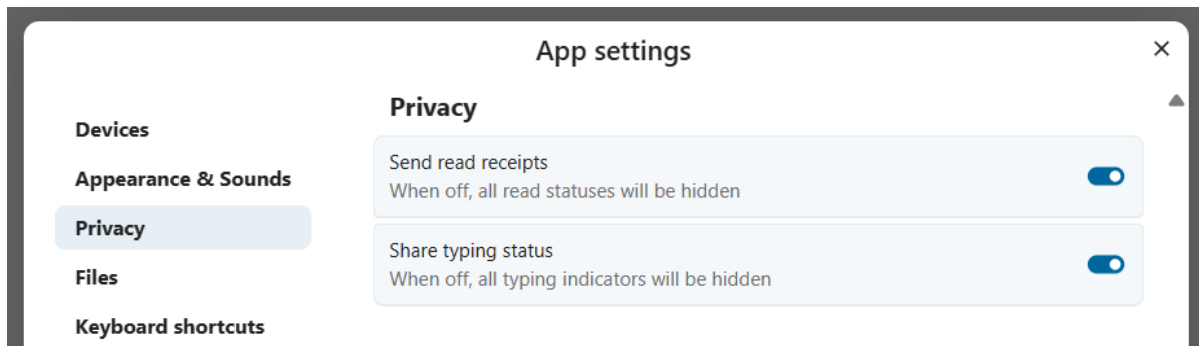 App settings
Devices
Appearance & Sounds
Privacy
Files
Keyboard shortcuts
Privacy
Send read receipts
When off, all read statuses will be hidden
Share typing status
When off, all typing indicators will be hidden